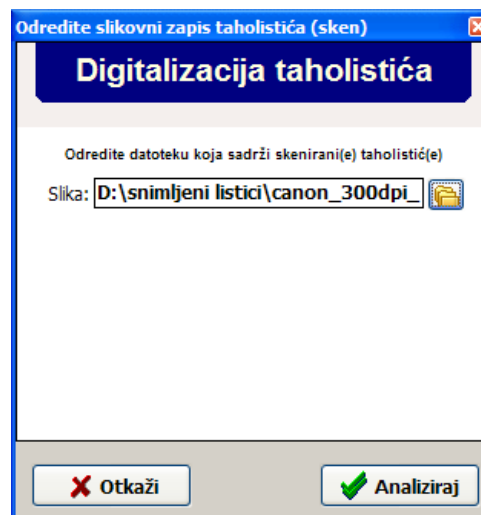 Odredite slikovni zapis taholistića (sken)
Digitalizacija taholistića
Odredite datoteku koja sadrži skenirani(e) taholistić(e)
Slika: D:\snimljeni listici\canon_300dpi_
Otkaži Analiziraj